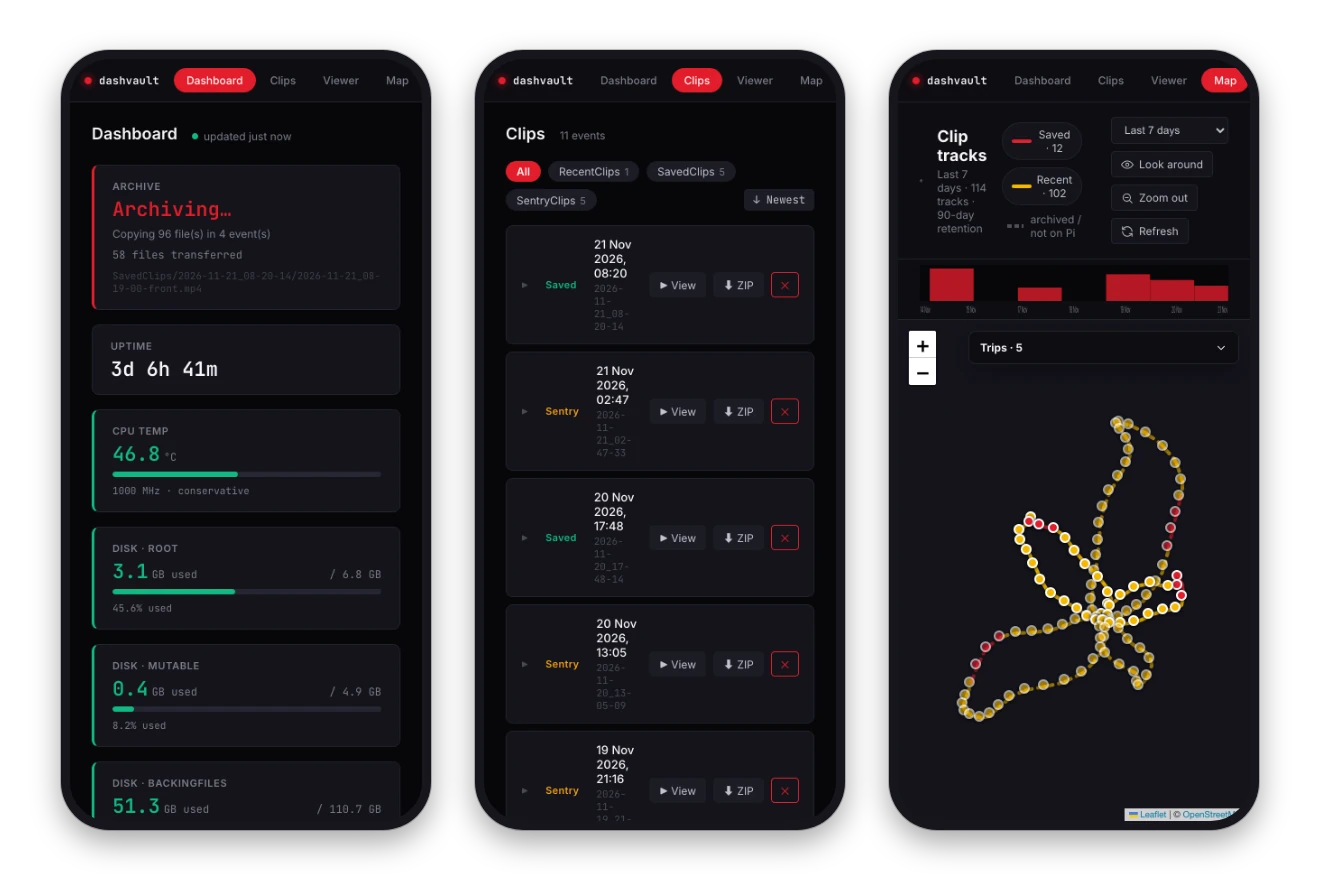 dashvault Dashboard Clips Viewer Map
Dashboard updated just now
ARCHIVE
Archiving…
Copying 96 file(s) in 4 event(s)
58 files transferred
SavedClips/2026-11-21_08-20-14/2026-11-21_08-
19-00-front.mp4
UPTIME
3d 6h 41m
CPU TEMP
46.8 °C
1000 MHz · conservative
DISK · ROOT
3.1 GB used / 6.8 GB
45.6% used
DISK · MUTABLE
0.4 GB used / 4.9 GB
8.2% used
DISK · BACKINGFILES
51.3 GB used / 110.7 GB
dashvault Dashboard Clips Viewer Map
Clips 11 events
All RecentClips 1 SavedClips 5
SentryClips 5 ↓ Newest
▶ Saved
21 Nov
2026,
08:20
2026-
11-
21_08-
20-14
▶ View ⬇ ZIP ✕
▶ Sentry
21 Nov
2026,
02:47
2026-
11-
21_02-
47-33
▶ View ⬇ ZIP ✕
▶ Saved
20 Nov
2026,
17:48
2026-
11-
20_17-
48-14
▶ View ⬇ ZIP ✕
▶ Sentry
20 Nov
2026,
13:05
2026-
11-
20_13-
05-09
▶ View ⬇ ZIP ✕
▶ Sentry
19 Nov
2026,
21:16
2026-
11-
19_21-
▶ View ⬇ ZIP ✕
dashvault Dashboard Clips Viewer Map
Clip
tracks
Last 7
days · 114
tracks ·
90-day
retention
Saved
· 12
Recent
· 102
archived /
not on Pi
Last 7 days
Look around
Zoom out
Refresh
+
−
Trips · 5
Leaflet | © OpenStreetM